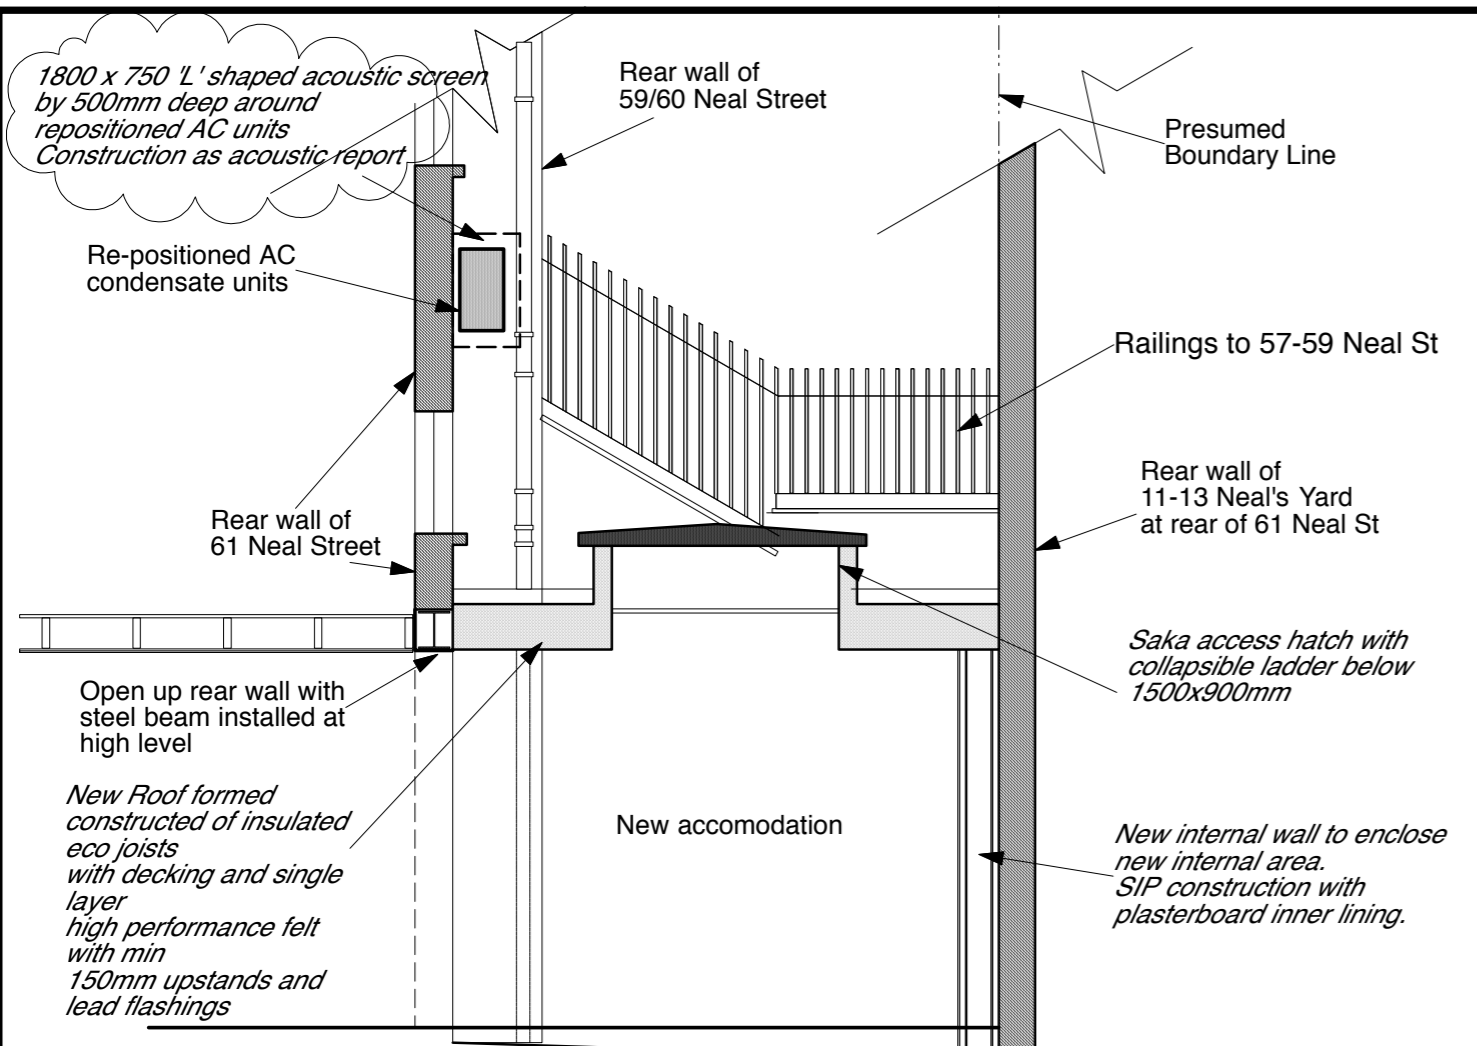 1800 x 750 'L' shaped acoustic screen
by 500mm deep around
repositioned AC units
Construction as acoustic report
Rear wall of
59/60 Neal Street
Presumed
Boundary Line
Re-positioned AC
condensate units
Railings to 57-59 Neal St
Rear wall of
61 Neal Street
Rear wall of
11-13 Neal's Yard
at rear of 61 Neal St
Saka access hatch with
collapsible ladder below
1500x900mm
Open up rear wall with
steel beam installed at
high level
New Roof formed
constructed of insulated
eco joists
with decking and single
layer
high performance felt
with min
150mm upstands and
lead flashings
New accomodation
New internal wall to enclose
new internal area.
SIP construction with
plasterboard inner lining.